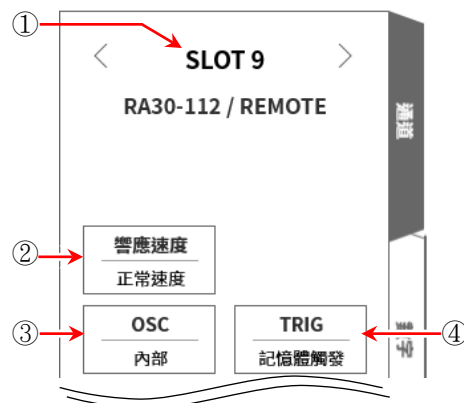 ①
SLOT 9
RA30-112 / REMOTE
通道
②
響應速度
正常速度
③
OSC
內部
TRIG
記憶體觸發
④